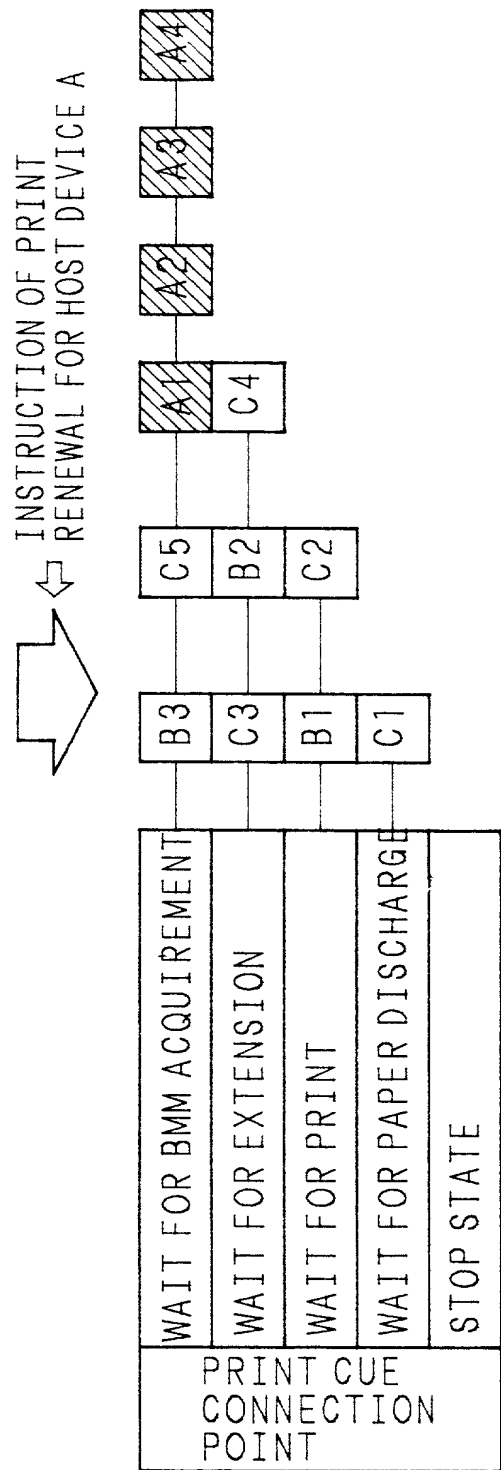 INSTRUCTION OF PRINT
RENEWAL FOR HOST DEVICE A
PRINT CUE
CONNECTION
POINT
WAIT FOR BMM ACQUIREMENT
B3
C5
A1
A2
A3
A4
WAIT FOR EXTENSION
C3
B2
C4
WAIT FOR PRINT
B1
C2
WAIT FOR PAPER DISCHARGE
C1
STOP STATE